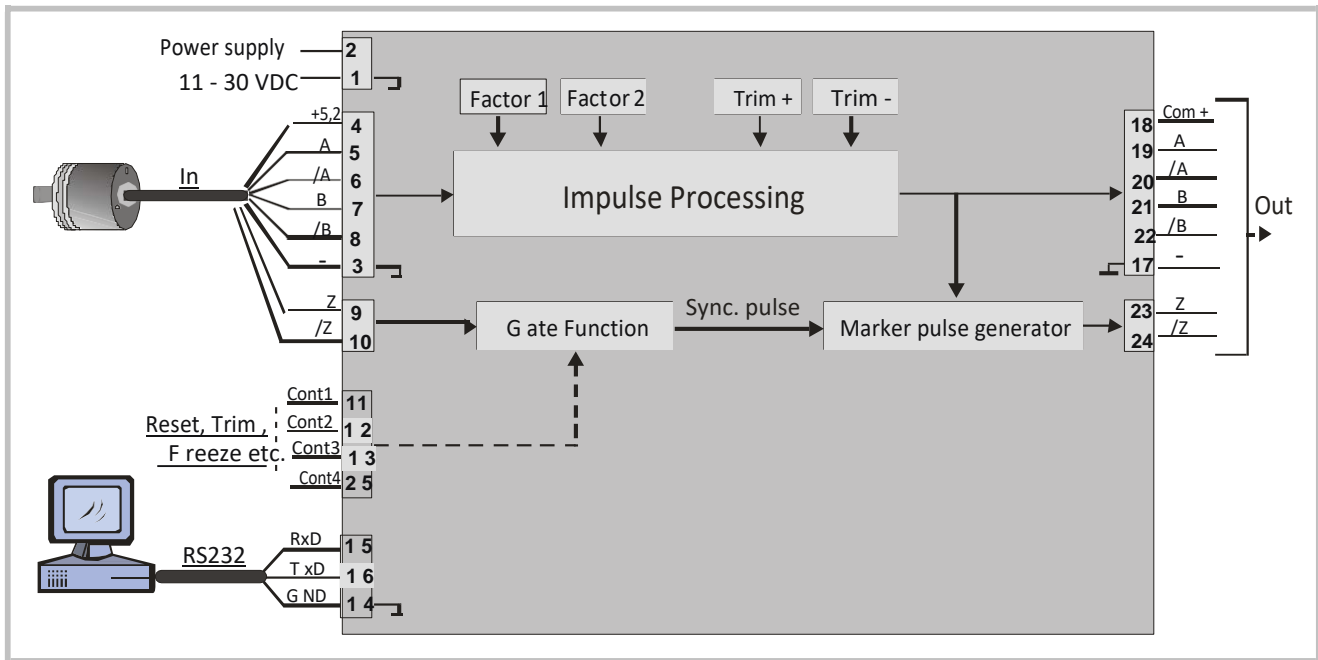 Power supply
2
11 - 30 VDC
1
Factor 1
Factor 2
Trim +
Trim -
+5,2
4
A
5
/A
6
B
7
/B
8
-
3
In
Impulse Processing
18
Com +
19
A
20
/A
21
B
22
/B
17
-
Out
Z
9
/Z
10
G ate Function
Sync. pulse
Marker pulse generator
23
Z
24
/Z
Cont1
11
Reset, Trim ,
Cont2
1 2
F reeze etc.
Cont3
1 3
Cont4
2 5
RS232
RxD
1 5
T xD
1 6
G ND
1 4